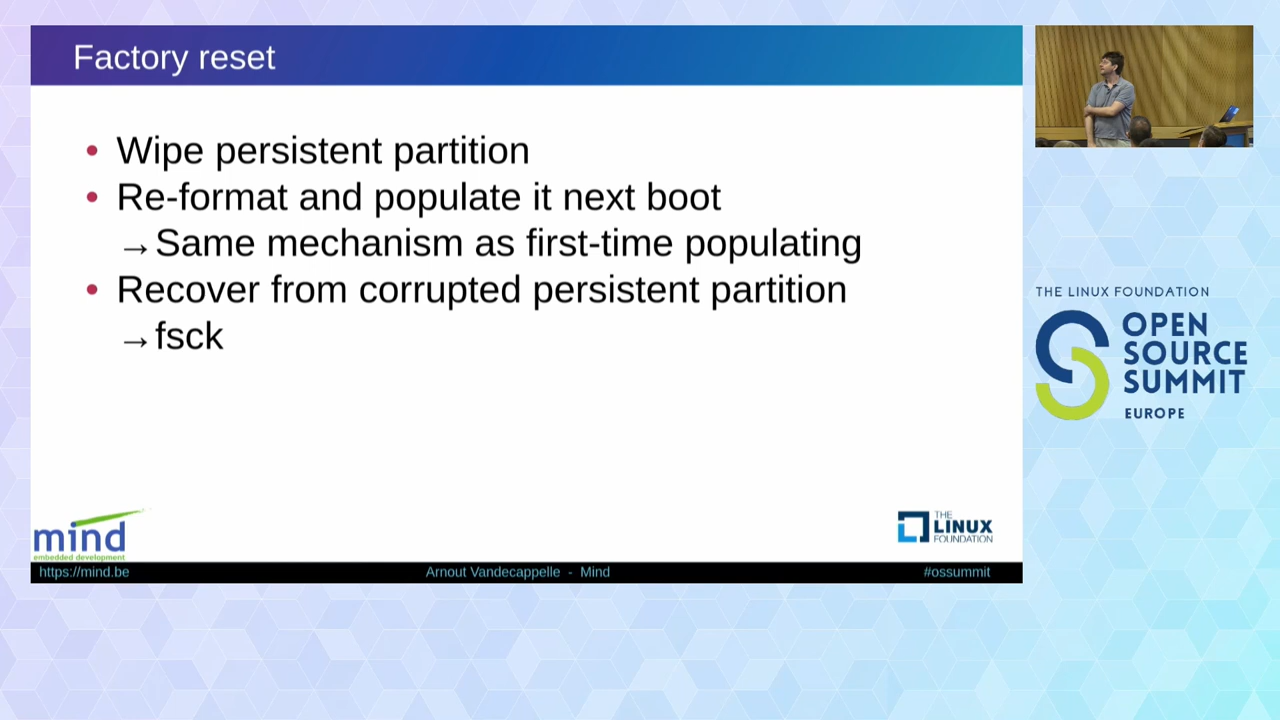 Factory reset
• Wipe persistent partition
• Re-format and populate it next boot
→Same mechanism as first-time populating
• Recover from corrupted persistent partition
→fsck
mind
embedded development
THE
LINUX
FOUNDATION
https://mind.be
Arnout Vandecappelle - Mind
#ossummit
THE LINUX FOUNDATION
OPEN
SOURCE
SUMMIT
EUROPE